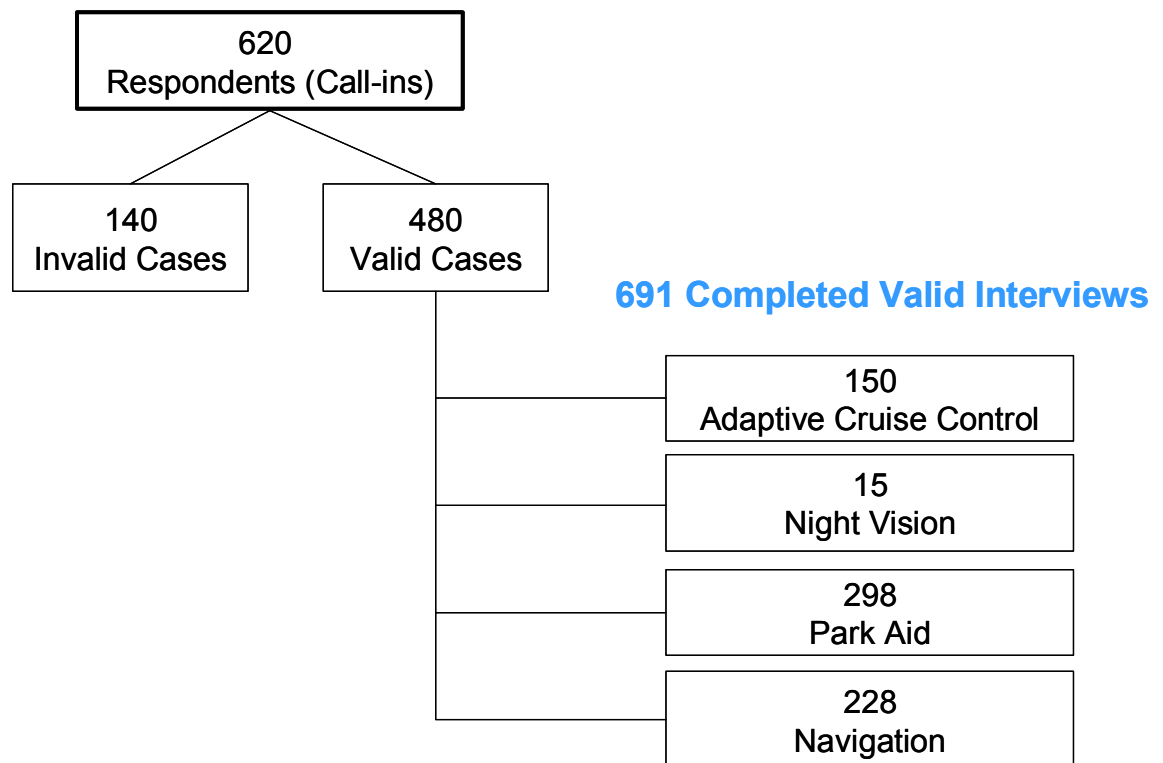 620
Respondents (Call-ins)
140
Invalid Cases
480
Valid Cases
691 Completed Valid Interviews
150
Adaptive Cruise Control
15
Night Vision
298
Park Aid
228
Navigation